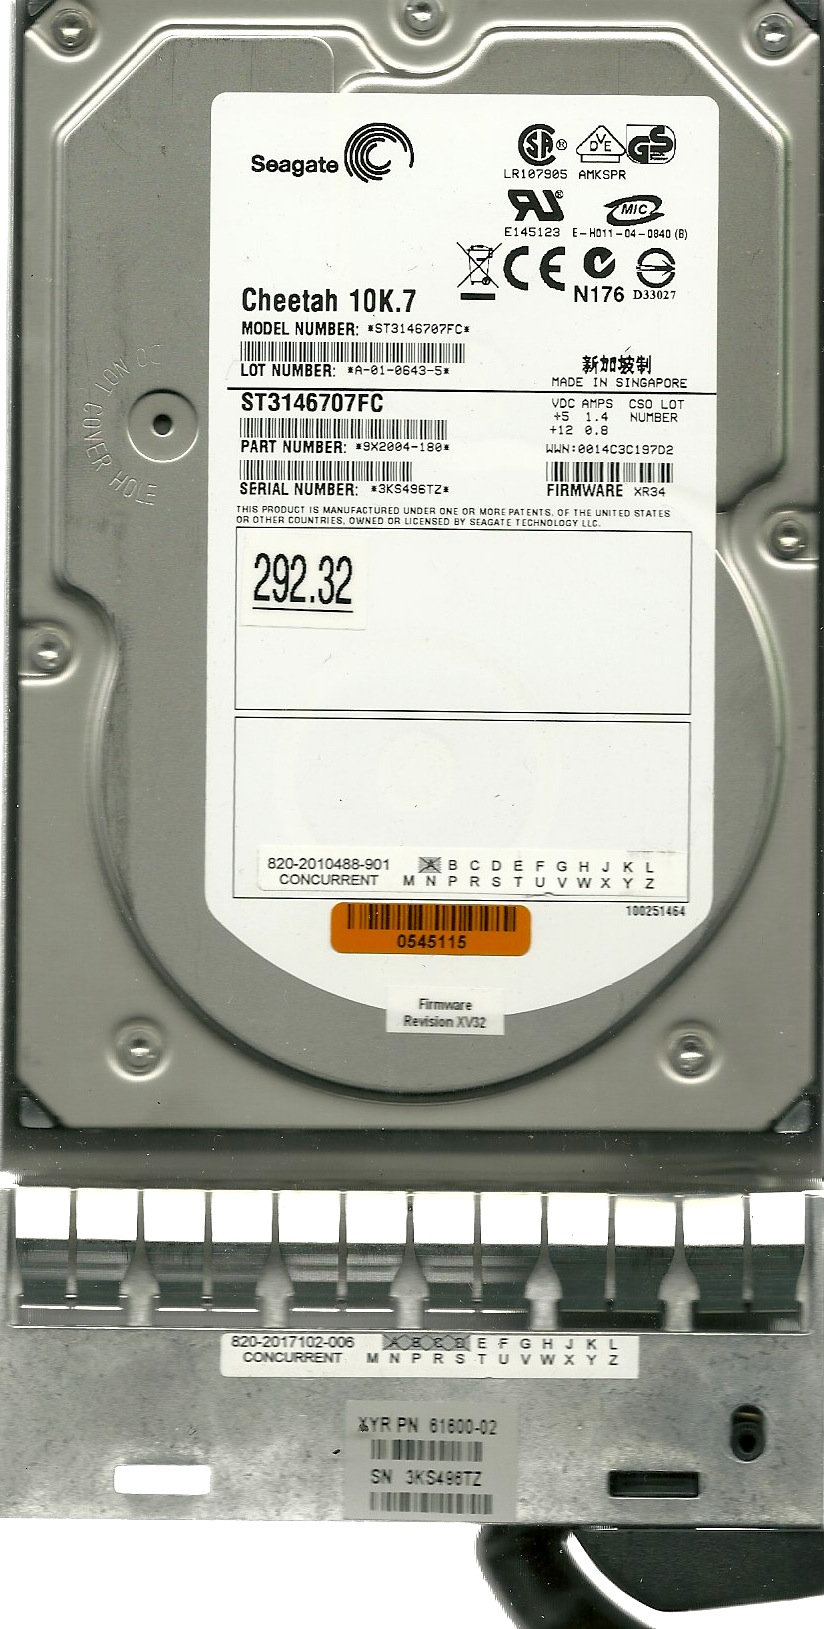 Seagate
LR107905 AMKSPR
E145123 E-H011-04-0840 (B)
N176 D33027
Cheetah 10K.7
MODEL NUMBER: *ST3146707FC*
LOT NUMBER: *A-01-0643-5*
新加坡制
MADE IN SINGAPORE
ST3146707FC
VDC AMPS CSO LOT
+5 1.4 NUMBER
+12 0.8
PART NUMBER: *9X2004-180*
WWN:0014C3C197D2
SERIAL NUMBER: *3KS496TZ*
FIRMWARE XR34
THIS PRODUCT IS MANUFACTURED UNDER ONE OR MORE PATENTS, OF THE UNITED STATES
OR OTHER COUNTRIES, OWNED OR LICENSED BY SEAGATE TECHNOLOGY LLC.
DO NOT COVER HOLE
292.32
820-2010488-901 A B C D E F G H J K L
CONCURRENT M N P R S T U V W X Y Z
100251464
0545115
Firmware
Revision XV32
820-2017102-006 A B C D E F G H J K L
CONCURRENT M N P R S T U V W X Y Z
XYR PN 61600-02
SN 3KS496TZ